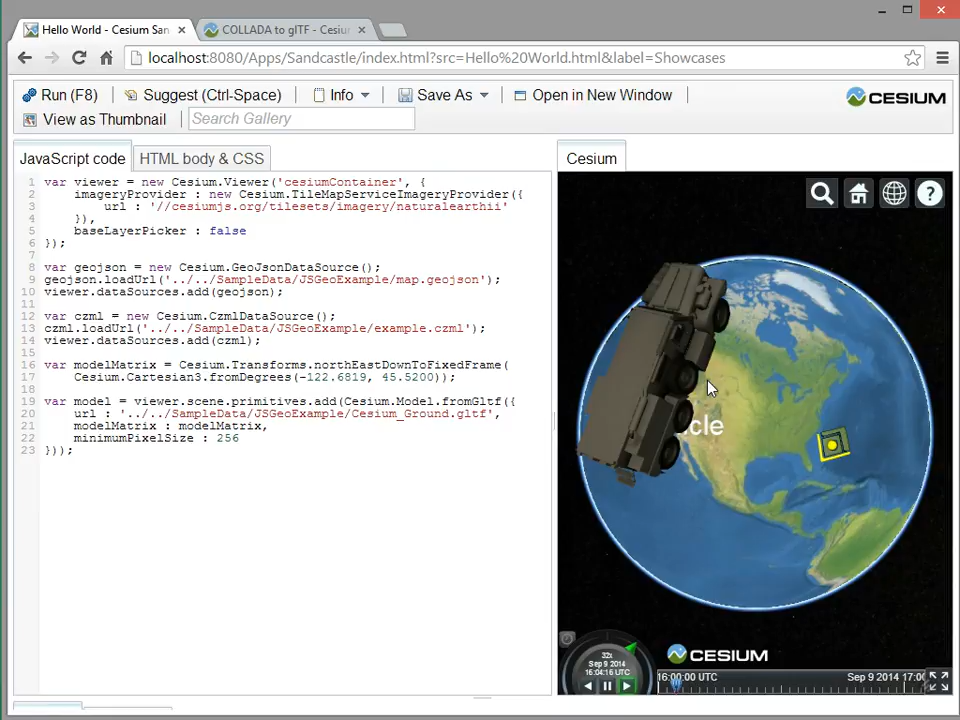 Hello World - Cesium San
COLLADA to glTF - Cesiu
localhost:8080/Apps/Sandcastle/index.html?src=Hello%20World.html&label=Showcases
Run (F8)
Suggest (Ctrl-Space)
Info
Save As
Open in New Window
CESIUM
View as Thumbnail
Search Gallery
JavaScript code
HTML body & CSS
Cesium
1 var viewer = new Cesium.Viewer('cesiumContainer', {
2 imageryProvider : new Cesium.TileMapServiceImageryProvider({
3 url : '//cesiumjs.org/tilesets/imagery/naturalearthii'
4 }),
5 baseLayerPicker : false
6 });
7
8 var geojson = new Cesium.GeoJsonDataSource();
9 geojson.loadUrl('../../SampleData/JSGeoExample/map.geojson');
10 viewer.dataSources.add(geojson);
11
12 var czml = new Cesium.CzmlDataSource();
13 czml.loadUrl('../../SampleData/JSGeoExample/example.czml');
14 viewer.dataSources.add(czml);
15
16 var modelMatrix = Cesium.Transforms.northEastDownToFixedFrame(
17 Cesium.Cartesian3.fromDegrees(-122.6819, 45.5200));
18
19 var model = viewer.scene.primitives.add(Cesium.Model.fromGltf({
20 url : '../../SampleData/JSGeoExample/Cesium_Ground.gltf',
21 modelMatrix : modelMatrix,
22 minimumPixelSize : 256
23 }));
?
cle
32x
Sep 9 2014
16:04:16 UTC
CESIUM
16:00:00 UTC
Sep 9 2014 17:00